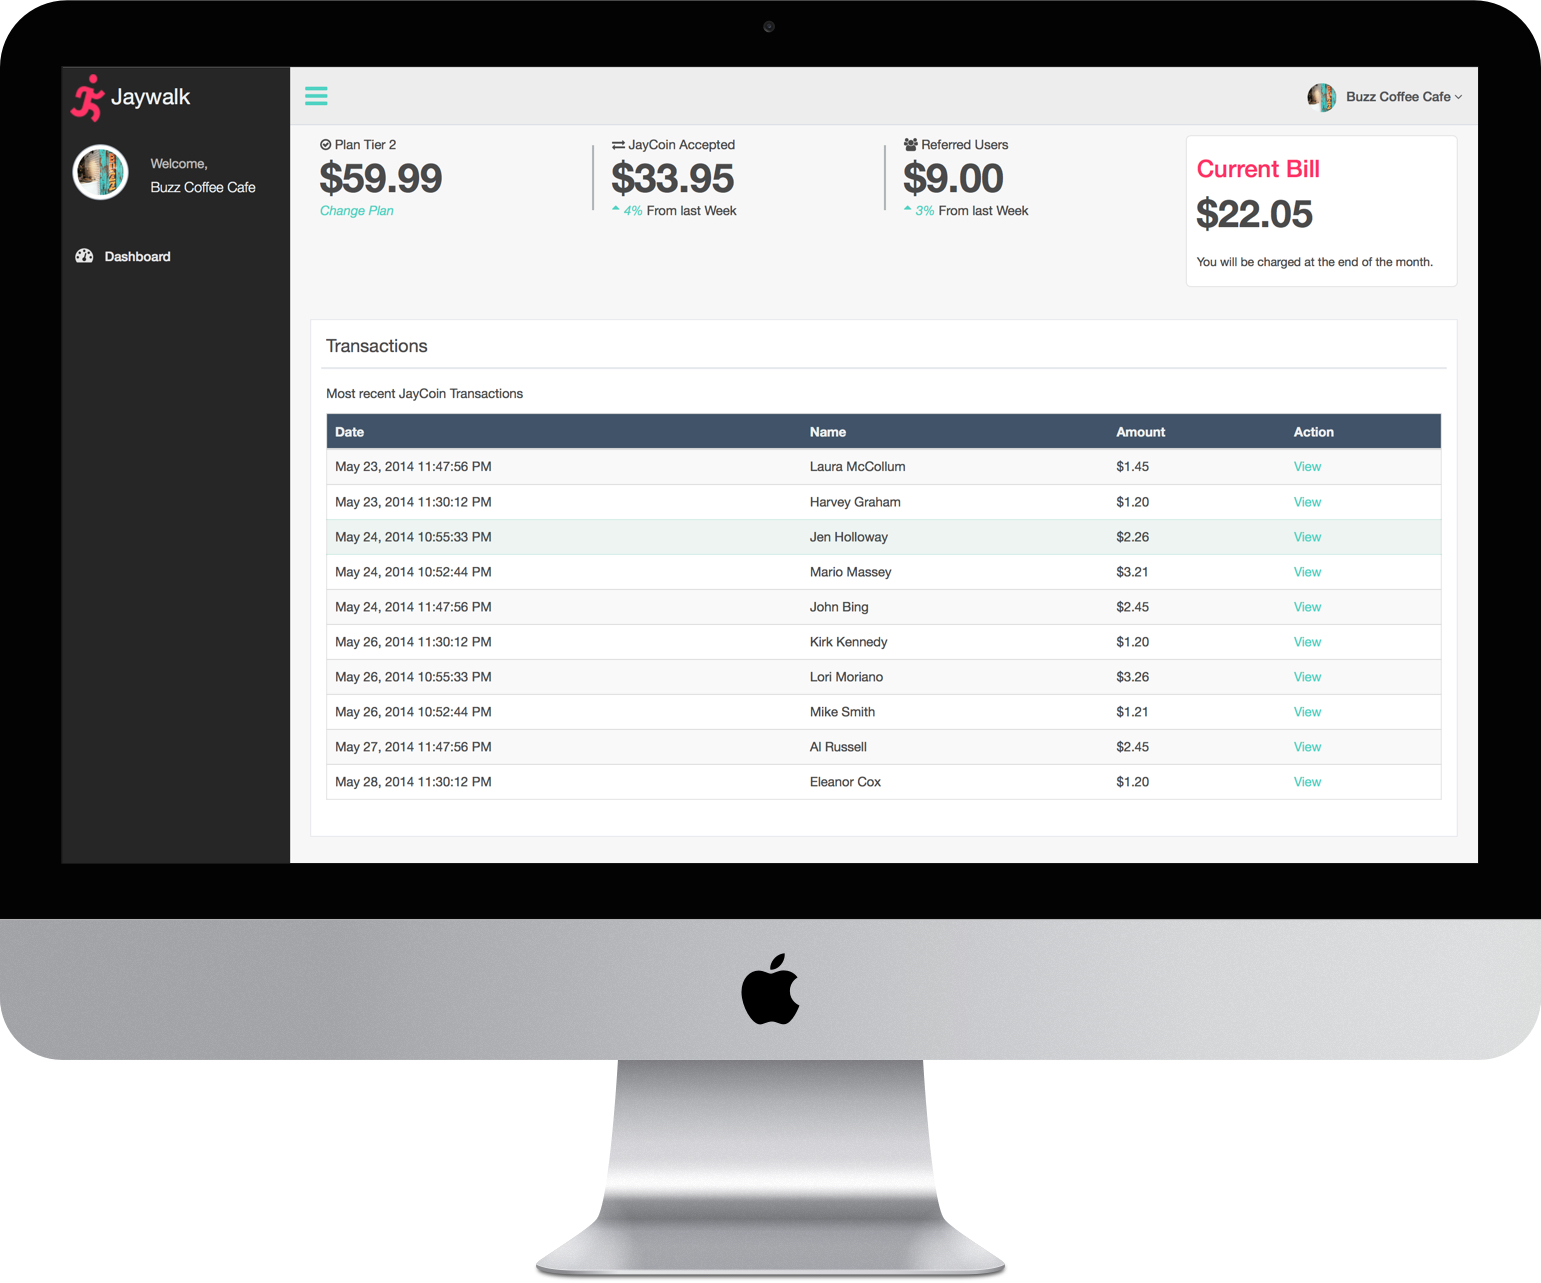 Jaywalk
Buzz Coffee Cafe
Welcome,
Buzz Coffee Cafe
Dashboard
Plan Tier 2
$59.99
Change Plan
JayCoin Accepted
$33.95
4% From last Week
Referred Users
$9.00
3% From last Week
Current Bill
$22.05
You will be charged at the end of the month.
Transactions
Most recent JayCoin Transactions
Date Name Amount Action
May 23, 2014 11:47:56 PM Laura McCollum $1.45 View
May 23, 2014 11:30:12 PM Harvey Graham $1.20 View
May 24, 2014 10:55:33 PM Jen Holloway $2.26 View
May 24, 2014 10:52:44 PM Mario Massey $3.21 View
May 24, 2014 11:47:56 PM John Bing $2.45 View
May 26, 2014 11:30:12 PM Kirk Kennedy $1.20 View
May 26, 2014 10:55:33 PM Lori Moriano $3.26 View
May 26, 2014 10:52:44 PM Mike Smith $1.21 View
May 27, 2014 11:47:56 PM Al Russell $2.45 View
May 28, 2014 11:30:12 PM Eleanor Cox $1.20 View